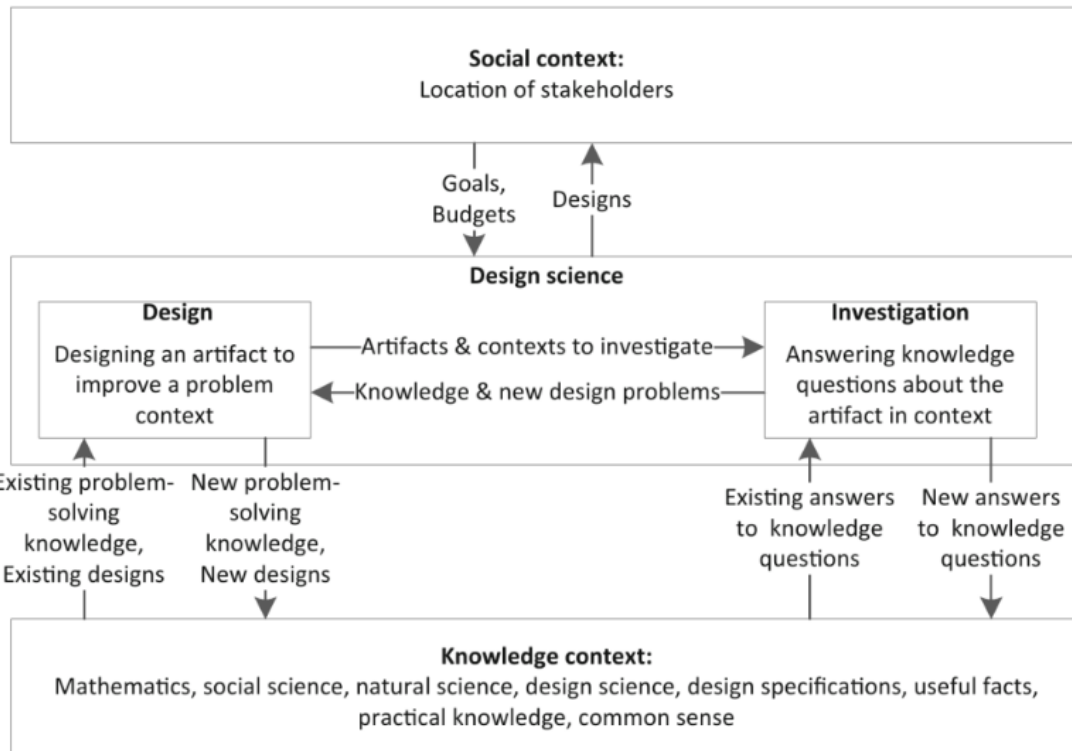 Social context:
Location of stakeholders
Goals,
Budgets
Designs
Design science
Design
Designing an artifact to
improve a problem
context
Artifacts & contexts to investigate
Knowledge & new design problems
Investigation
Answering knowledge
questions about the
artifact in context
Existing problem-
solving
knowledge,
Existing designs
New problem-
solving
knowledge,
New designs
Existing answers
to knowledge
questions
New answers
to knowledge
questions
Knowledge context:
Mathematics, social science, natural science, design science, design specifications, useful facts,
practical knowledge, common sense